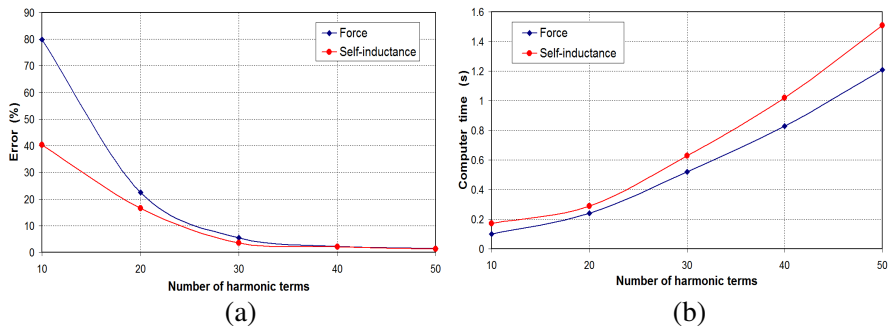 Force
Self-inductance
Error (%)
90
80
70
60
50
40
30
20
10
0
10 20 30 40 50
Number of harmonic terms
(a)
Force
Self-inductance
Computer time (s)
1.6
1.4
1.2
1
0.8
0.6
0.4
0.2
0
10 20 30 40 50
Number of harmonic terms
(b)